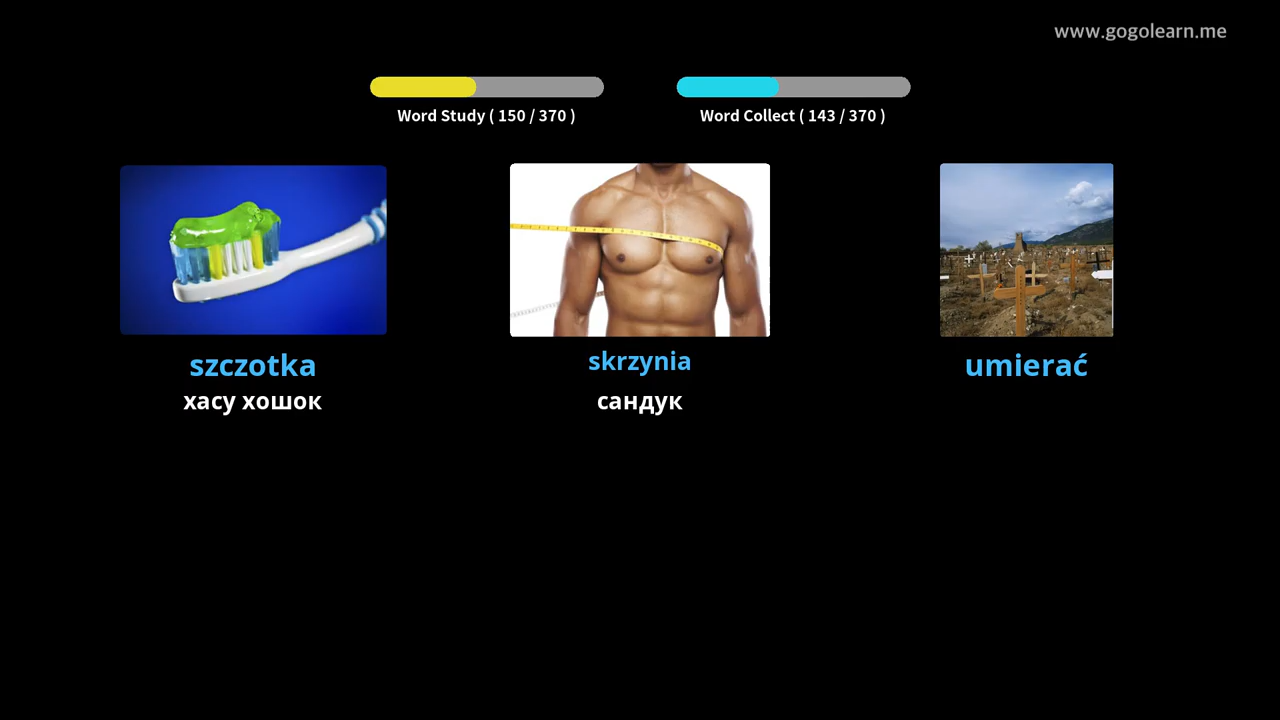 www.gogolearn.me
Word Study ( 150 / 370 )
Word Collect ( 143 / 370 )
szczotka
хасу хошок
skrzynia
сандук
umierać